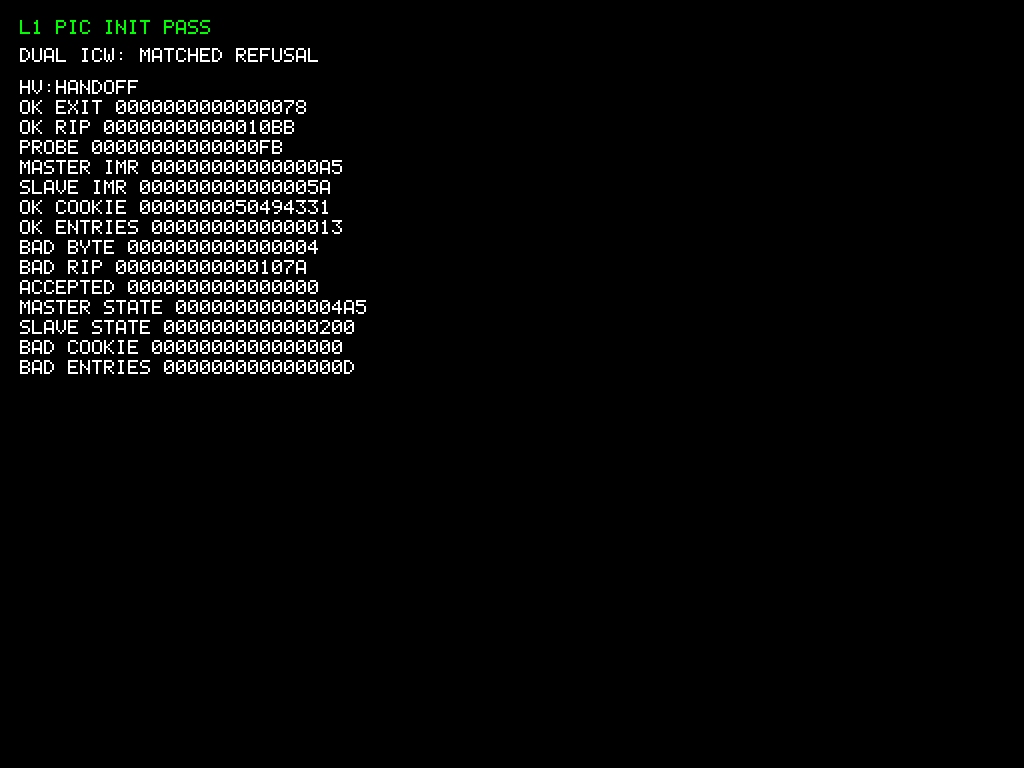 L1 PIC INIT PASS
DUAL ICW: MATCHED REFUSAL
HV:HANDOFF
OK EXIT 0000000000000078
OK RIP 00000000000010BB
PROBE 00000000000000FB
MASTER IMR 00000000000000A5
SLAVE IMR 000000000000005A
OK COOKIE 0000000050494331
OK ENTRIES 0000000000000013
BAD BYTE 0000000000000004
BAD RIP 000000000000107A
ACCEPTED 0000000000000000
MASTER STATE 00000000000004A5
SLAVE STATE 0000000000000200
BAD COOKIE 0000000000000000
BAD ENTRIES 000000000000000D